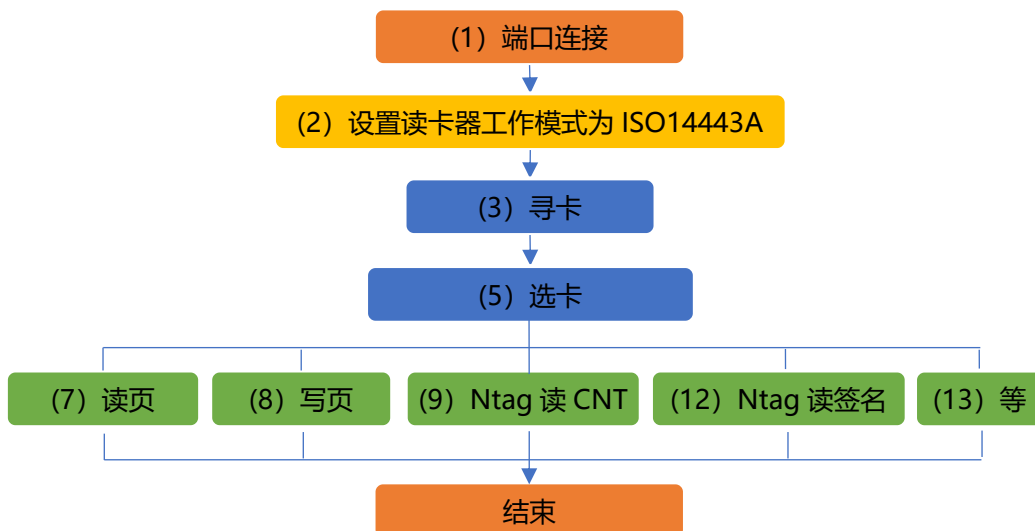 (1）端口连接
(2）设置读卡器工作模式为 ISO14443A
(3）寻卡
(5）选卡
(7）读页
(8）写页
(9）Ntag 读 CNT
(12）Ntag 读签名
(13）等
结束